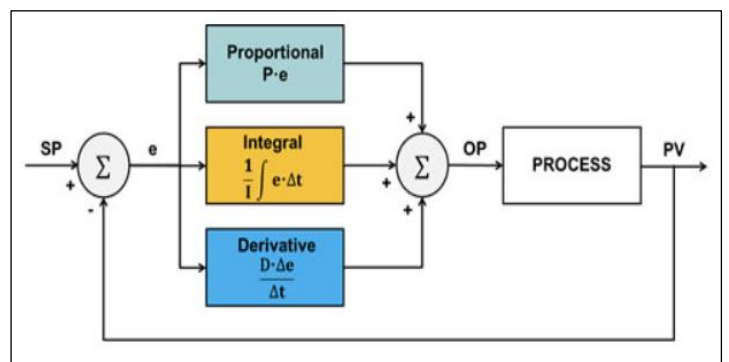 Proportional
P·e
+
SP
Σ
e
+
-
Integral
1/I ∫ e·Δt
+
Σ
OP
PROCESS
PV
+
Derivative
D·Δe
Δt